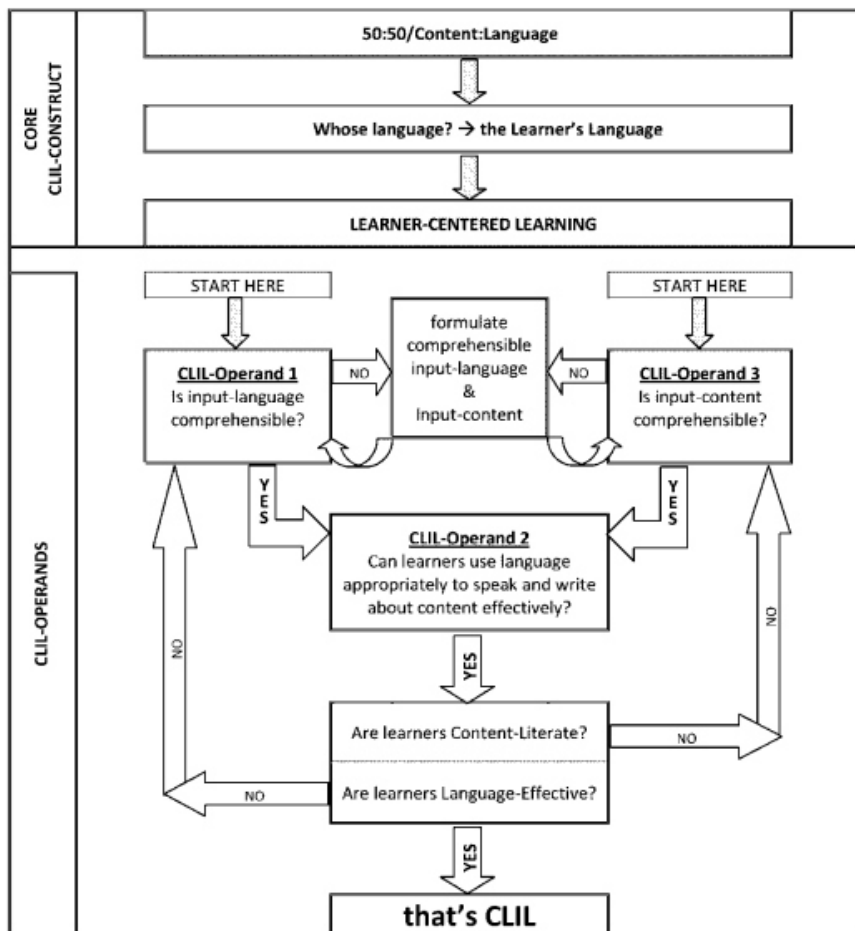 CORE
CLIL-CONSTRUCT
50:50/Content:Language
Whose language? → the Learner's Language
LEARNER-CENTERED LEARNING
CLIL-OPERANDS
START HERE
START HERE
CLIL-Operand 1
Is input-language
comprehensible?
NO
formulate
comprehensible
input-language
&
Input-content
NO
CLIL-Operand 3
Is input-content
comprehensible?
YES
YES
CLIL-Operand 2
Can learners use language
appropriately to speak and write
about content effectively?
NO
NO
YES
Are learners Content-Literate?
NO
Are learners Language-Effective?
NO
YES
that's CLIL